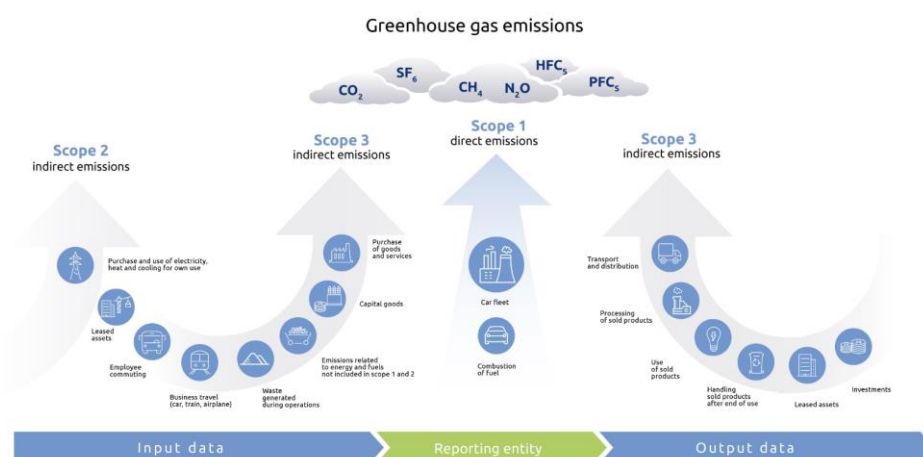 Greenhouse gas emissions
CO₂
SF₆
CH₄
N₂O
HFC₅
PFC₅
Scope 2
indirect emissions
Scope 3
indirect emissions
Scope 1
direct emissions
Scope 3
indirect emissions
Purchase and use of electricity,
heat and cooling for own use
Leased
assets
Employee
commuting
Business travel
(car, train, airplane)
Waste
generated
during operations
Emissions related
to energy and fuels
not included in scope 1 and 2
Capital goods
Purchase
of goods
and services
Car fleet
Combustion
of fuel
Transport
and distribution
Processing
of sold products
Use
of sold
products
Handling
sold products
after end of use
Leased assets
Investments
Input data
Reporting entity
Output data